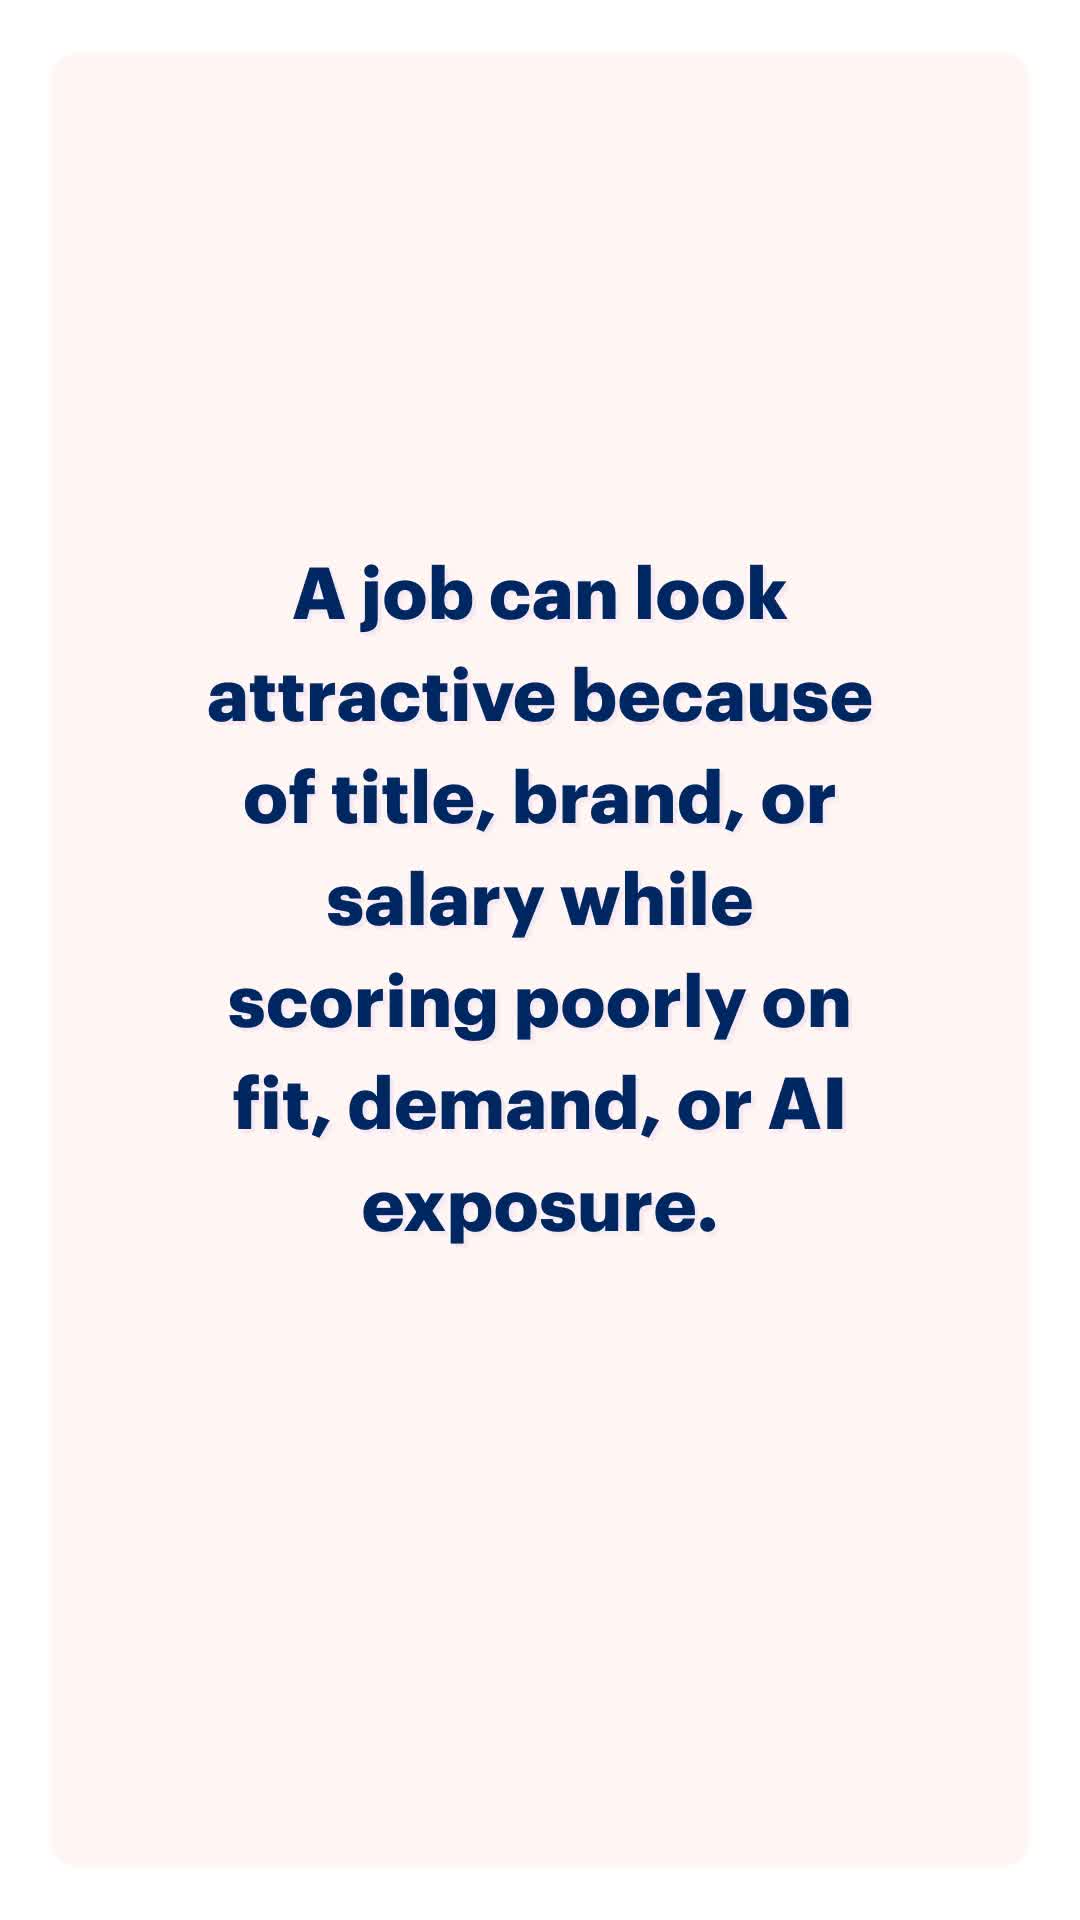 A job can look
attractive because
of title, brand, or
salary while
scoring poorly on
fit, demand, or AI
exposure.